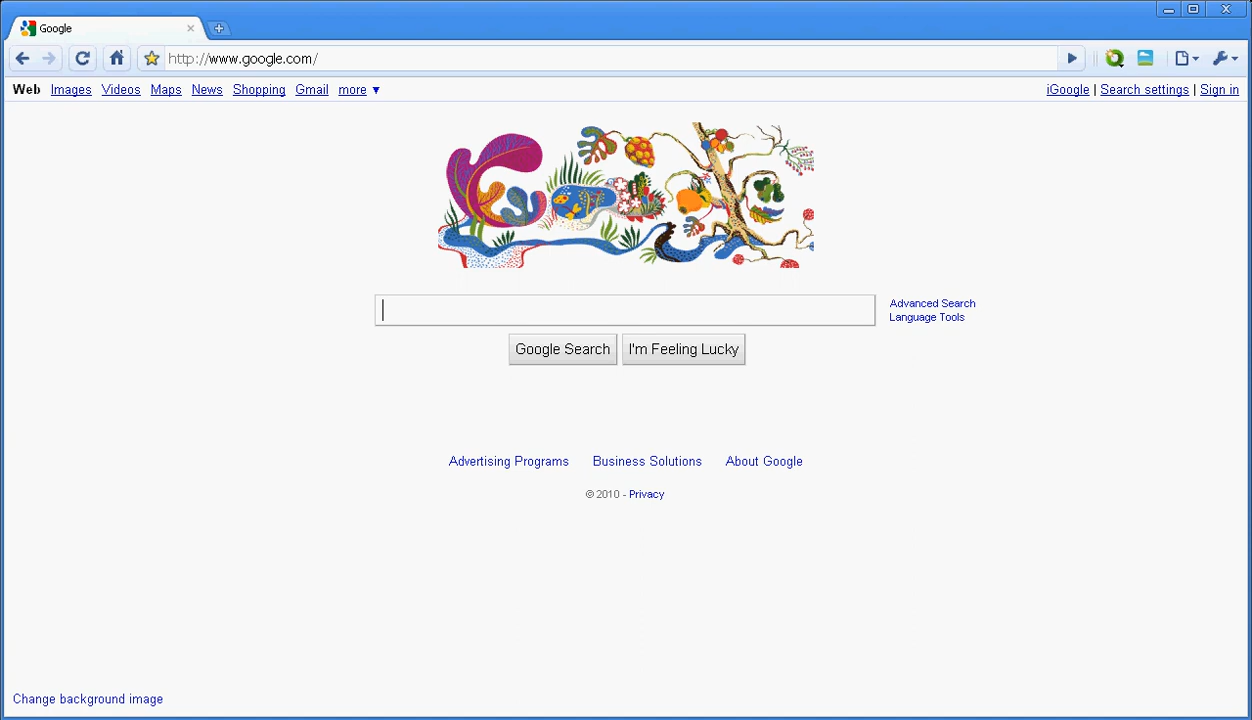 Google
http://www.google.com/
Web Images Videos Maps News Shopping Gmail more ▼ iGoogle | Search settings | Sign in
Advanced Search
Language Tools
Google Search I'm Feeling Lucky
Advertising Programs Business Solutions About Google
© 2010 - Privacy
Change background image